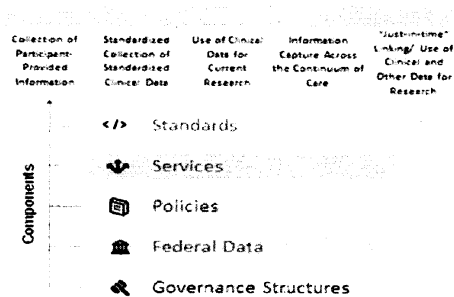 Collection of
Participant-
Provided
Information
Standardized
Collection of
Standardized
Clinical Data
Use of Clinical
Data for
Current
Research
Information
Capture Across
the Continuum of
Care
"Just-in-time"
Linking/ Use of
Clinical and
Other Data for
Research
Components
</> Standards
Services
Policies
Federal Data
Governance Structures